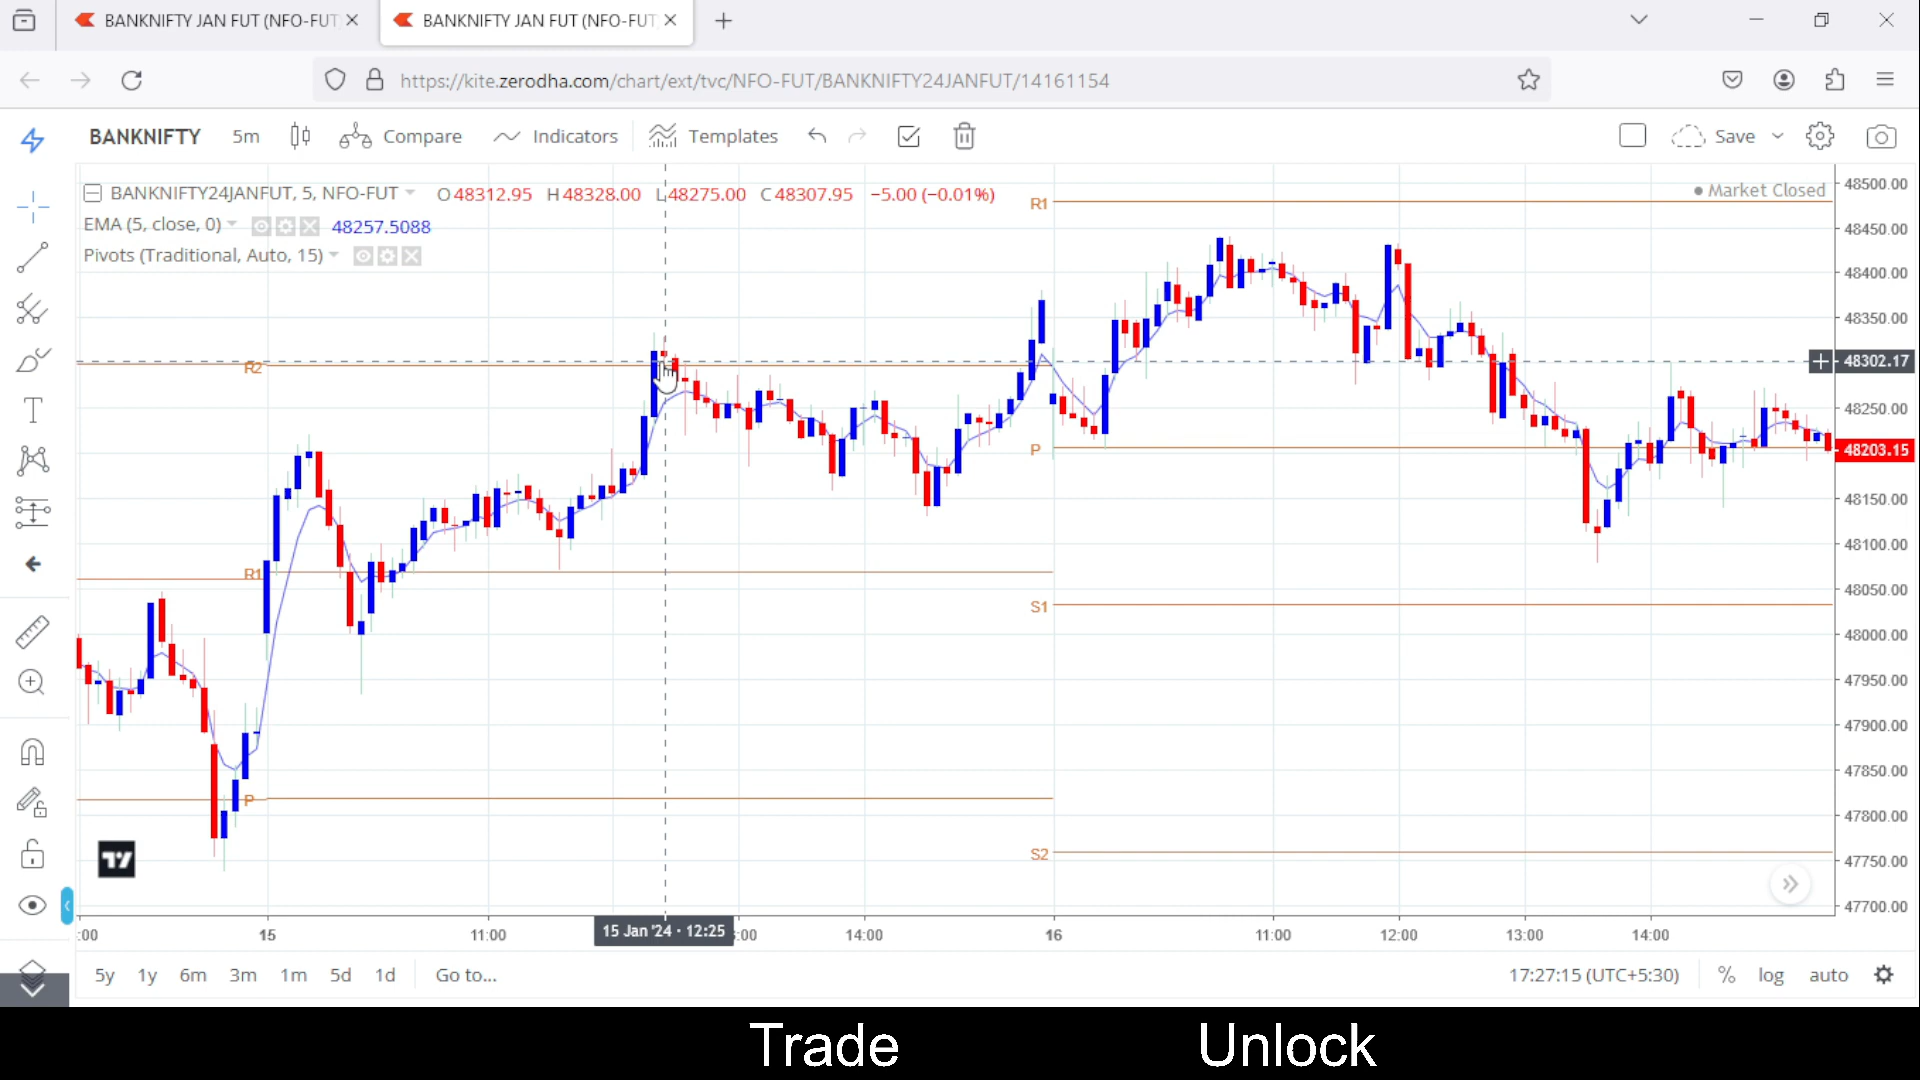 BANKNIFTY JAN FUT (NFO-FUT
BANKNIFTY JAN FUT (NFO-FUT
https://kite.zerodha.com/chart/ext/tvc/NFO-FUT/BANKNIFTY24JANFUT/14161154
BANKNIFTY 5m Compare Indicators Templates Save
BANKNIFTY24JANFUT, 5, NFO-FUT O48312.95 H48328.00 L48275.00 C48307.95 −5.00 (−0.01%)
Market Closed
EMA (5, close, 0) 48257.5088
Pivots (Traditional, Auto, 15)
R1
R2
P
R1
S1
P
S2
48500.00
48450.00
48400.00
48350.00
48302.17
48250.00
48203.15
48150.00
48100.00
48050.00
48000.00
47950.00
47900.00
47850.00
47800.00
47750.00
47700.00
:00 15 11:00 15 Jan '24 · 12:25 :00 14:00 16 11:00 12:00 13:00 14:00
5y 1y 6m 3m 1m 5d 1d Go to... 17:27:15 (UTC+5:30) % log auto
Trade Unlock